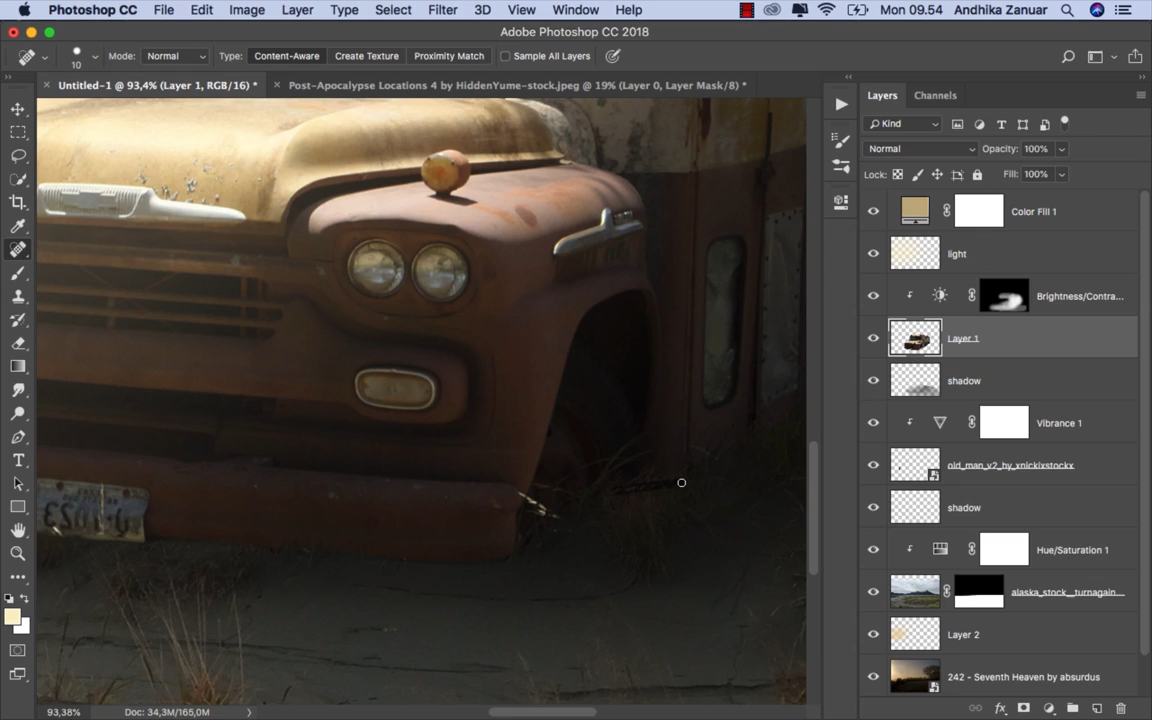 Photoshop CC File Edit Image Layer Type Select Filter 3D View Window Help Mon 09.54 Andhika Zanuar
Adobe Photoshop CC 2018
10 Mode: Normal Type: Content-Aware Create Texture Proximity Match Sample All Layers
Untitled-1 @ 93,4% (Layer 1, RGB/16) * Post-Apocalypse Locations 4 by HiddenYume-stock.jpeg @ 19% (Layer 0, Layer Mask/8) *
Layers Channels
Kind
Normal Opacity: 100%
Lock: Fill: 100%
Color Fill 1
light
Brightness/Contra...
Layer 1
shadow
Vibrance 1
old_man_v2_by_xnickixstockx
shadow
Hue/Saturation 1
alaska_stock__turnagain....
Layer 2
242 - Seventh Heaven by absurdus
93,38% Doc: 34,3M/165,0M